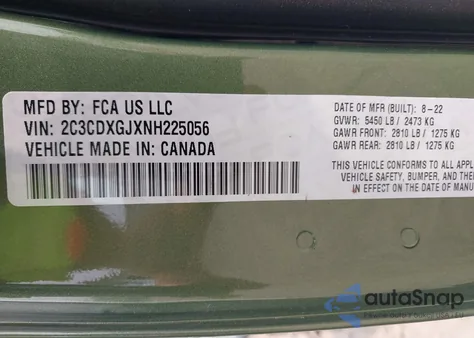 MFD BY: FCA US LLC
VIN: 2C3CDXGJXNH225056
VEHICLE MADE IN: CANADA
DATE OF MFR (BUILT): 8-22
GVWR: 5450 LB / 2473 KG
GAWR FRONT: 2810 LB / 1275 KG
GAWR REAR: 2810 LB / 1275 KG
THIS VEHICLE CONFORMS TO ALL APPL
VEHICLE SAFETY, BUMPER, AND THE
IN EFFECT ON THE DATE OF MANU
autaSnap